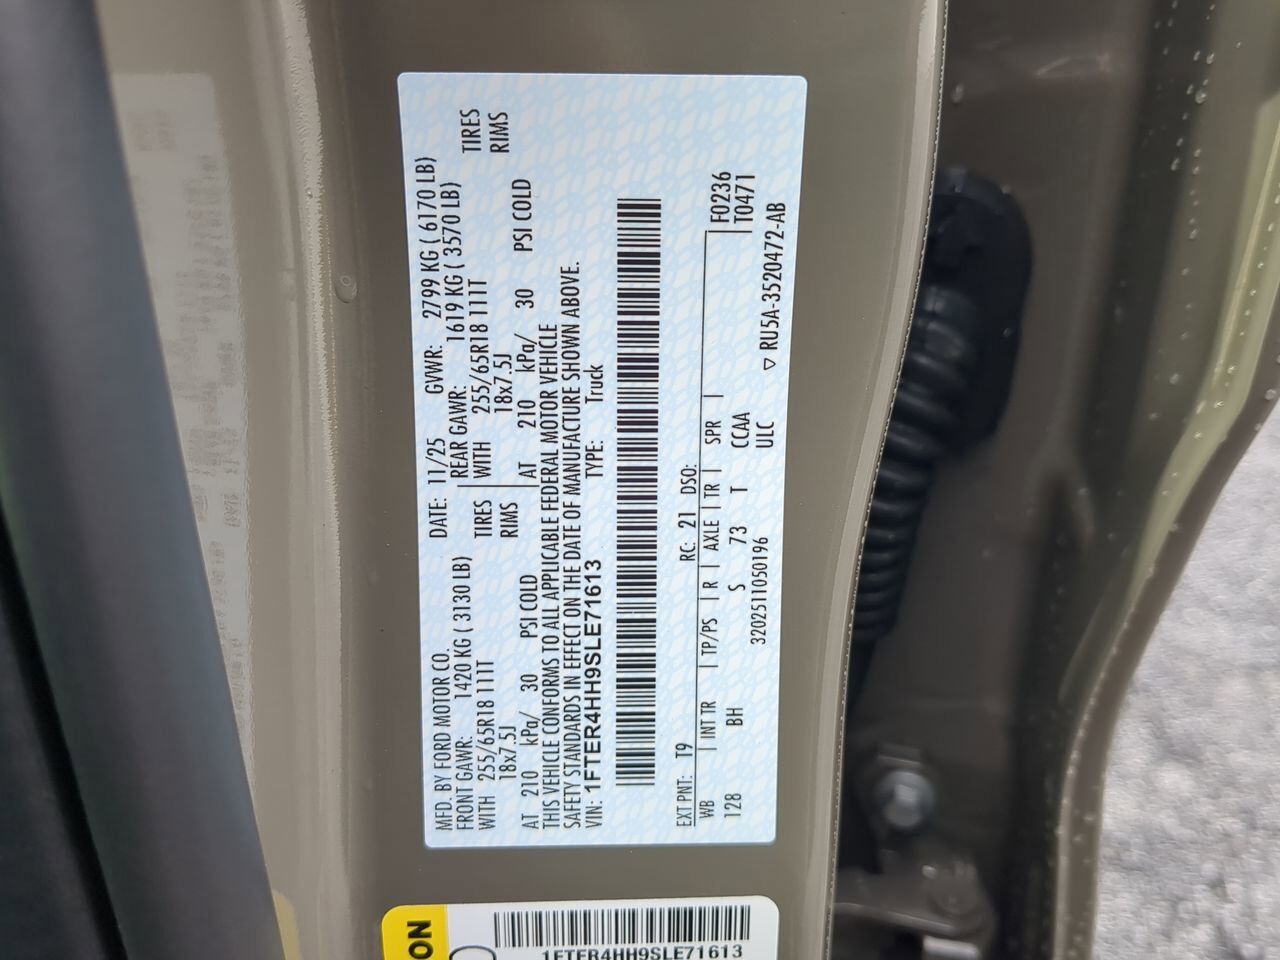 MFD. BY FORD MOTOR CO. DATE: 11/25 GVWR: 2799 KG ( 6170 LB)
FRONT GAWR: 1420 KG ( 3130 LB) REAR GAWR: 1619 KG ( 3570 LB)
WITH 255/65R18 111T TIRES WITH 255/65R18 111T TIRES
18x7.5J RIMS 18x7.5J RIMS
AT 210 kPa/ 30 PSI COLD AT 210 kPa/ 30 PSI COLD
THIS VEHICLE CONFORMS TO ALL APPLICABLE FEDERAL MOTOR VEHICLE
SAFETY STANDARDS IN EFFECT ON THE DATE OF MANUFACTURE SHOWN ABOVE.
VIN: 1FTER4HH9SLE71613 TYPE: Truck
EXT PNT: T9 RC: 21 DSO:
WB | INT TR | TP/PS | R | AXLE | TR | SPR | F0236
128 BH S 73 T CCAA T0471
3202511050196 ULC
▽ RU5A-3520472-AB
ON
1FTER4HH9SLE71613